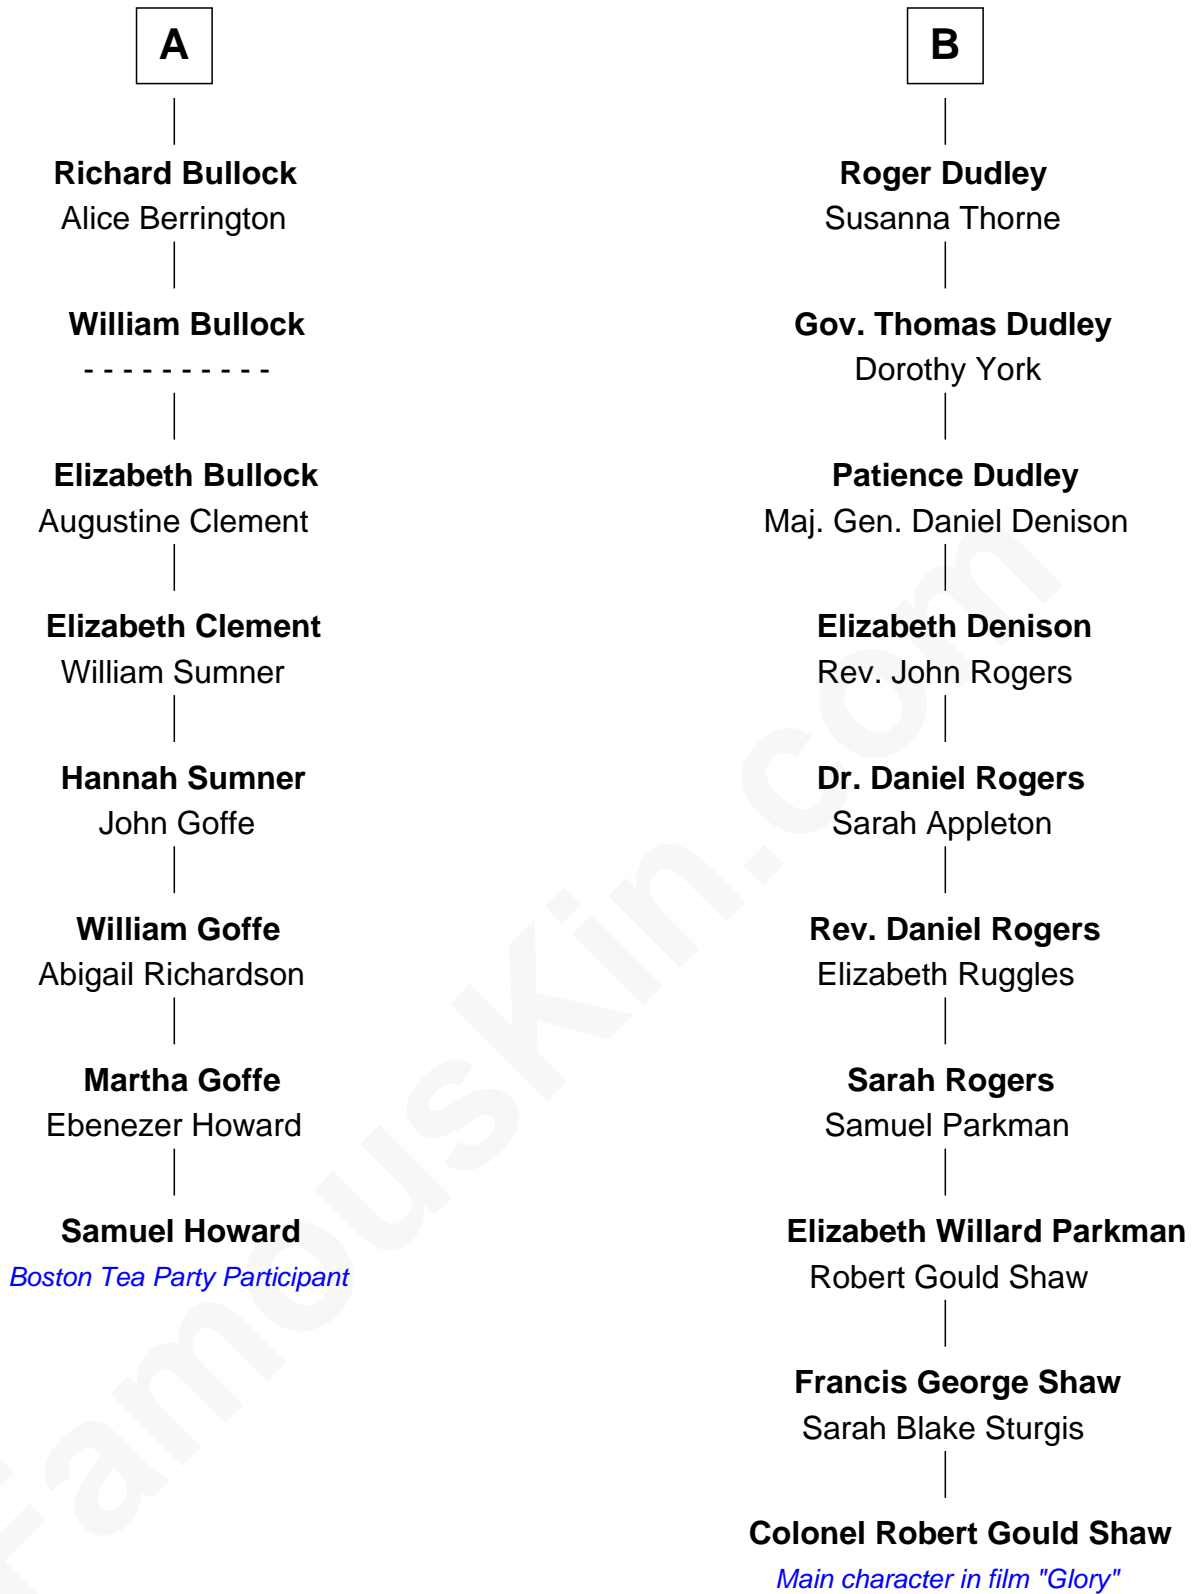 A
Richard Bullock
Alice Berrington
William Bullock
- - - - - - - - - -
Elizabeth Bullock
Augustine Clement
Elizabeth Clement
William Sumner
Hannah Sumner
John Goffe
William Goffe
Abigail Richardson
Martha Goffe
Ebenezer Howard
Samuel Howard
Boston Tea Party Participant
B
Roger Dudley
Susanna Thorne
Gov. Thomas Dudley
Dorothy York
Patience Dudley
Maj. Gen. Daniel Denison
Elizabeth Denison
Rev. John Rogers
Dr. Daniel Rogers
Sarah Appleton
Rev. Daniel Rogers
Elizabeth Ruggles
Sarah Rogers
Samuel Parkman
Elizabeth Willard Parkman
Robert Gould Shaw
Francis George Shaw
Sarah Blake Sturgis
Colonel Robert Gould Shaw
Main character in film "Glory"
FamousKin.com